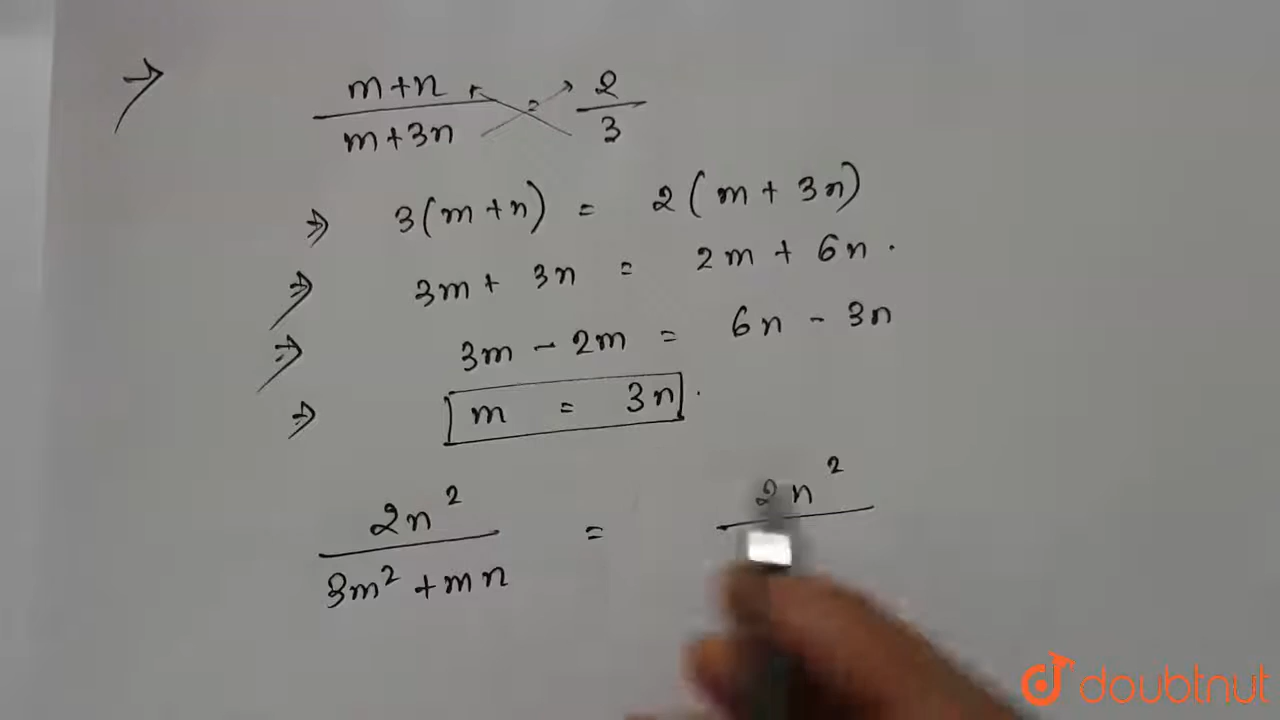 → m+n / m+3n = 2 / 3
⇒ 3(m+n) = 2(m+3n)
⇒ 3m+3n = 2m+6n.
⇒ 3m-2m = 6n-3n
⇒ m = 3n.
2n² / 3m²+mn = 2n²
doubtnut